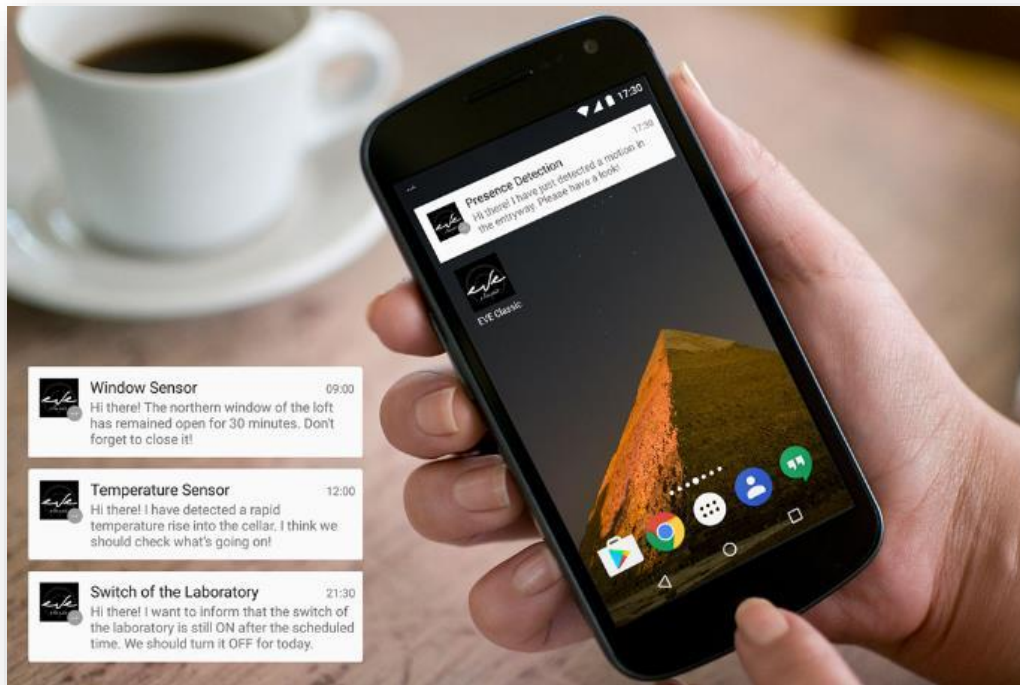 17:30
Presence Detection 17:30
Hi there! I have just detected a motion in
the entryway. Please have a look!
eve
eve
EVE Classic
eve
Window Sensor 09:00
Hi there! The northern window of the loft
has remained open for 30 minutes. Don't
forget to close it!
eve
Temperature Sensor 12:00
Hi there! I have detected a rapid
temperature rise into the cellar. I think we
should check what's going on!
eve
Switch of the Laboratory 21:30
Hi there! I want to inform that the switch of
the laboratory is still ON after the scheduled
time. We should turn it OFF for today.